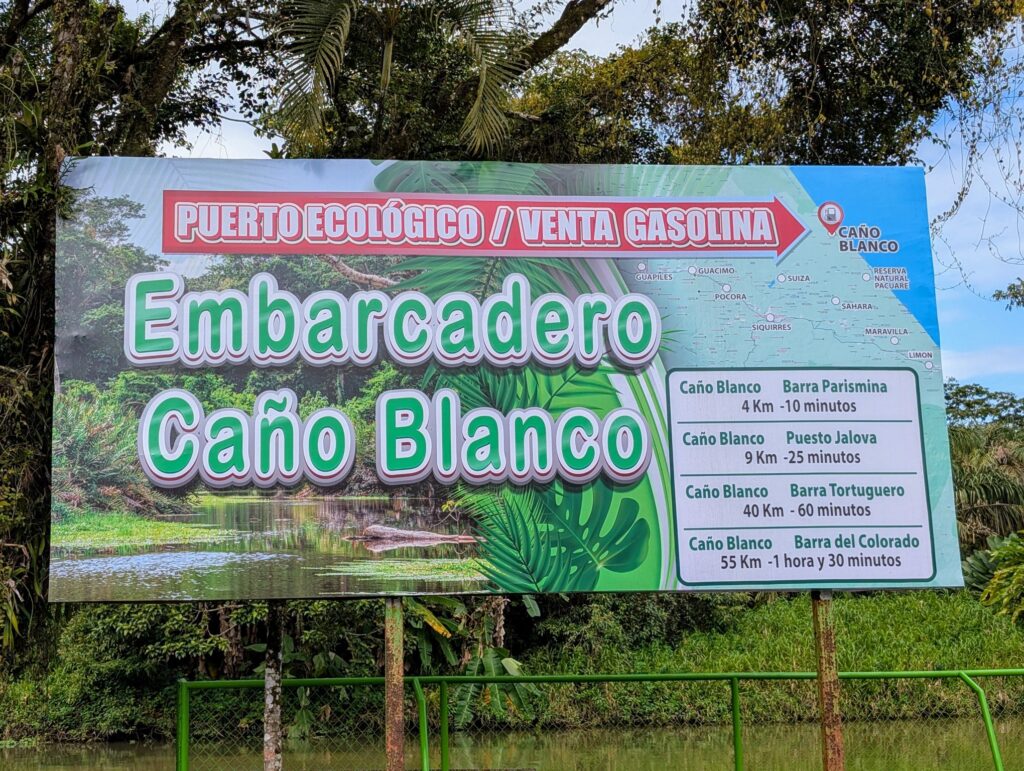 PUERTO ECOLÓGICO / VENTA GASOLINA
CAÑO
BLANCO
Embarcadero
Caño Blanco
GUAPILES
GUACIMO
POCORA
SIQUIRRES
SUIZA
SAHARA
RESERVA
NATURAL
PACUARE
MARAVILLA
LIMON
Caño Blanco Barra Parismina
4 Km -10 minutos
Caño Blanco Puesto Jalova
9 Km -25 minutos
Caño Blanco Barra Tortuguero
40 Km - 60 minutos
Caño Blanco Barra del Colorado
55 Km -1 hora y 30 minutos